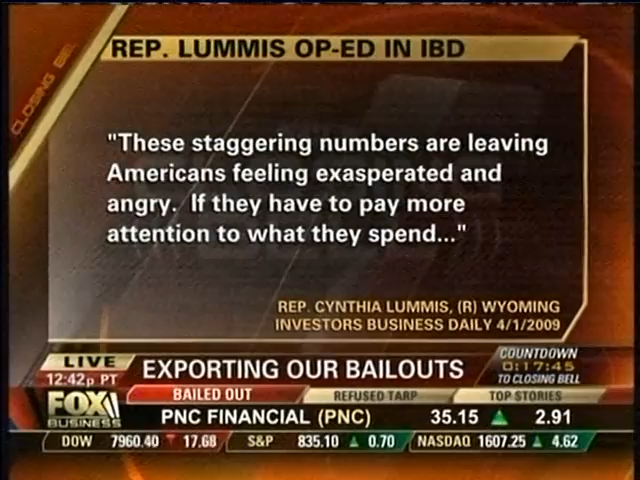 CLOSING BELL
REP. LUMMIS OP-ED IN IBD
"These staggering numbers are leaving
Americans feeling exasperated and
angry. If they have to pay more
attention to what they spend..."
REP. CYNTHIA LUMMIS, (R) WYOMING
INVESTORS BUSINESS DAILY 4/1/2009
LIVE
12:42p PT
EXPORTING OUR BAILOUTS
COUNTDOWN
0:17:45
TO CLOSING BELL
BAILED OUT
REFUSED TARP
TOP STORIES
FOX
BUSINESS
PNC FINANCIAL (PNC) 35.15 ▲ 2.91
DOW 7960.40 ▼ 17.68 S&P 835.10 ▲ 0.70 NASDAQ 1607.25 ▲ 4.62